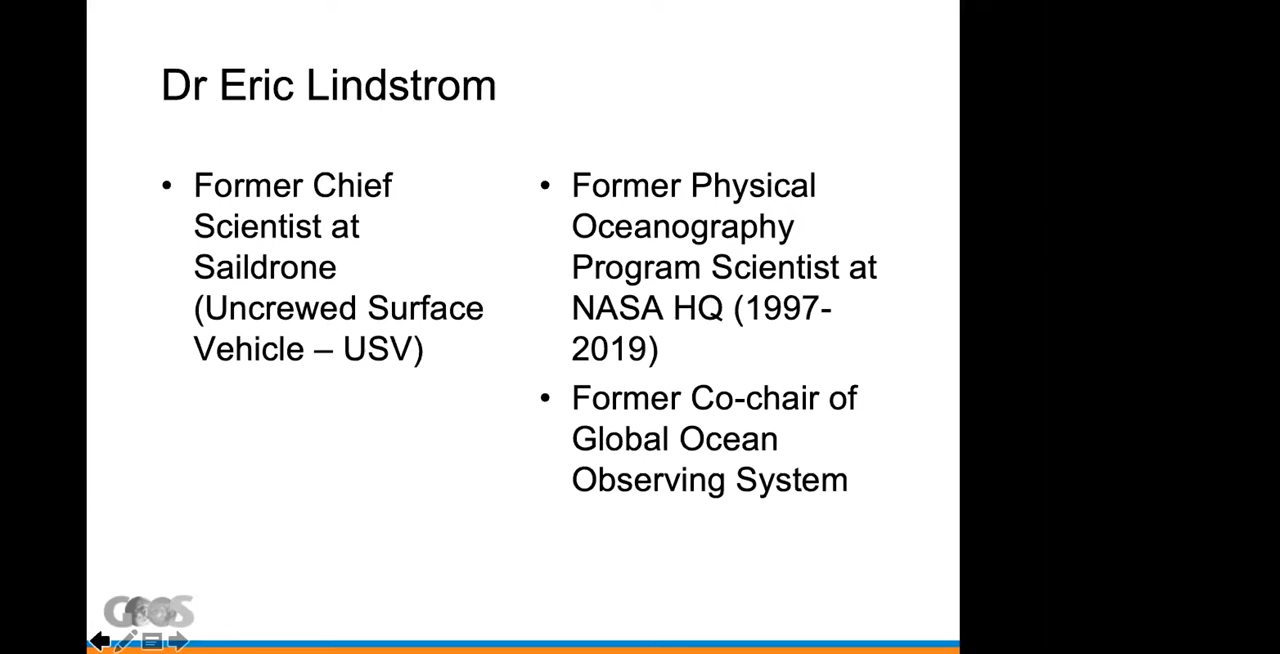 Dr Eric Lindstrom
• Former Chief
Scientist at
Saildrone
(Uncrewed Surface
Vehicle – USV)
• Former Physical
Oceanography
Program Scientist at
NASA HQ (1997-
2019)
• Former Co-chair of
Global Ocean
Observing System
GOOS